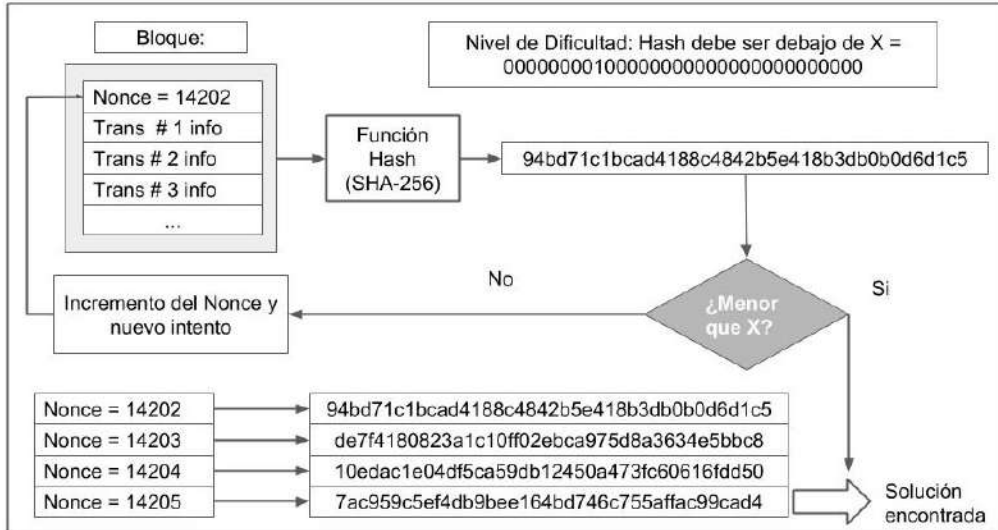 Bloque:
Nivel de Dificultad: Hash debe ser debajo de X =
00000000100000000000000000000000
Nonce = 14202
Trans # 1 info
Trans # 2 info
Trans # 3 info
...
Función
Hash
(SHA-256)
94bd71c1bcad4188c4842b5e418b3db0b0d6d1c5
¿Menor
que X?
No
Si
Incremento del Nonce y
nuevo intento
Nonce = 14202
94bd71c1bcad4188c4842b5e418b3db0b0d6d1c5
Nonce = 14203
de7f4180823a1c10ff02ebca975d8a3634e5bbc8
Nonce = 14204
10edac1e04df5ca59db12450a473fc60616fdd50
Nonce = 14205
7ac959c5ef4db9bee164bd746c755affac99cad4
Solución
encontrada